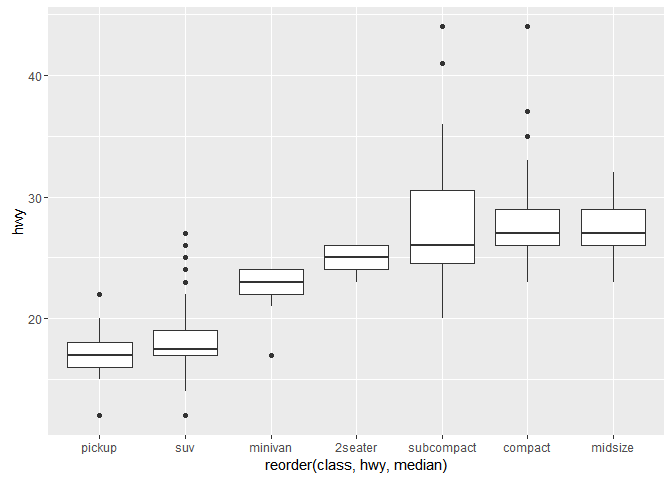 40
30
20
hwy
pickup suv minivan 2seater subcompact compact midsize
reorder(class, hwy, median)